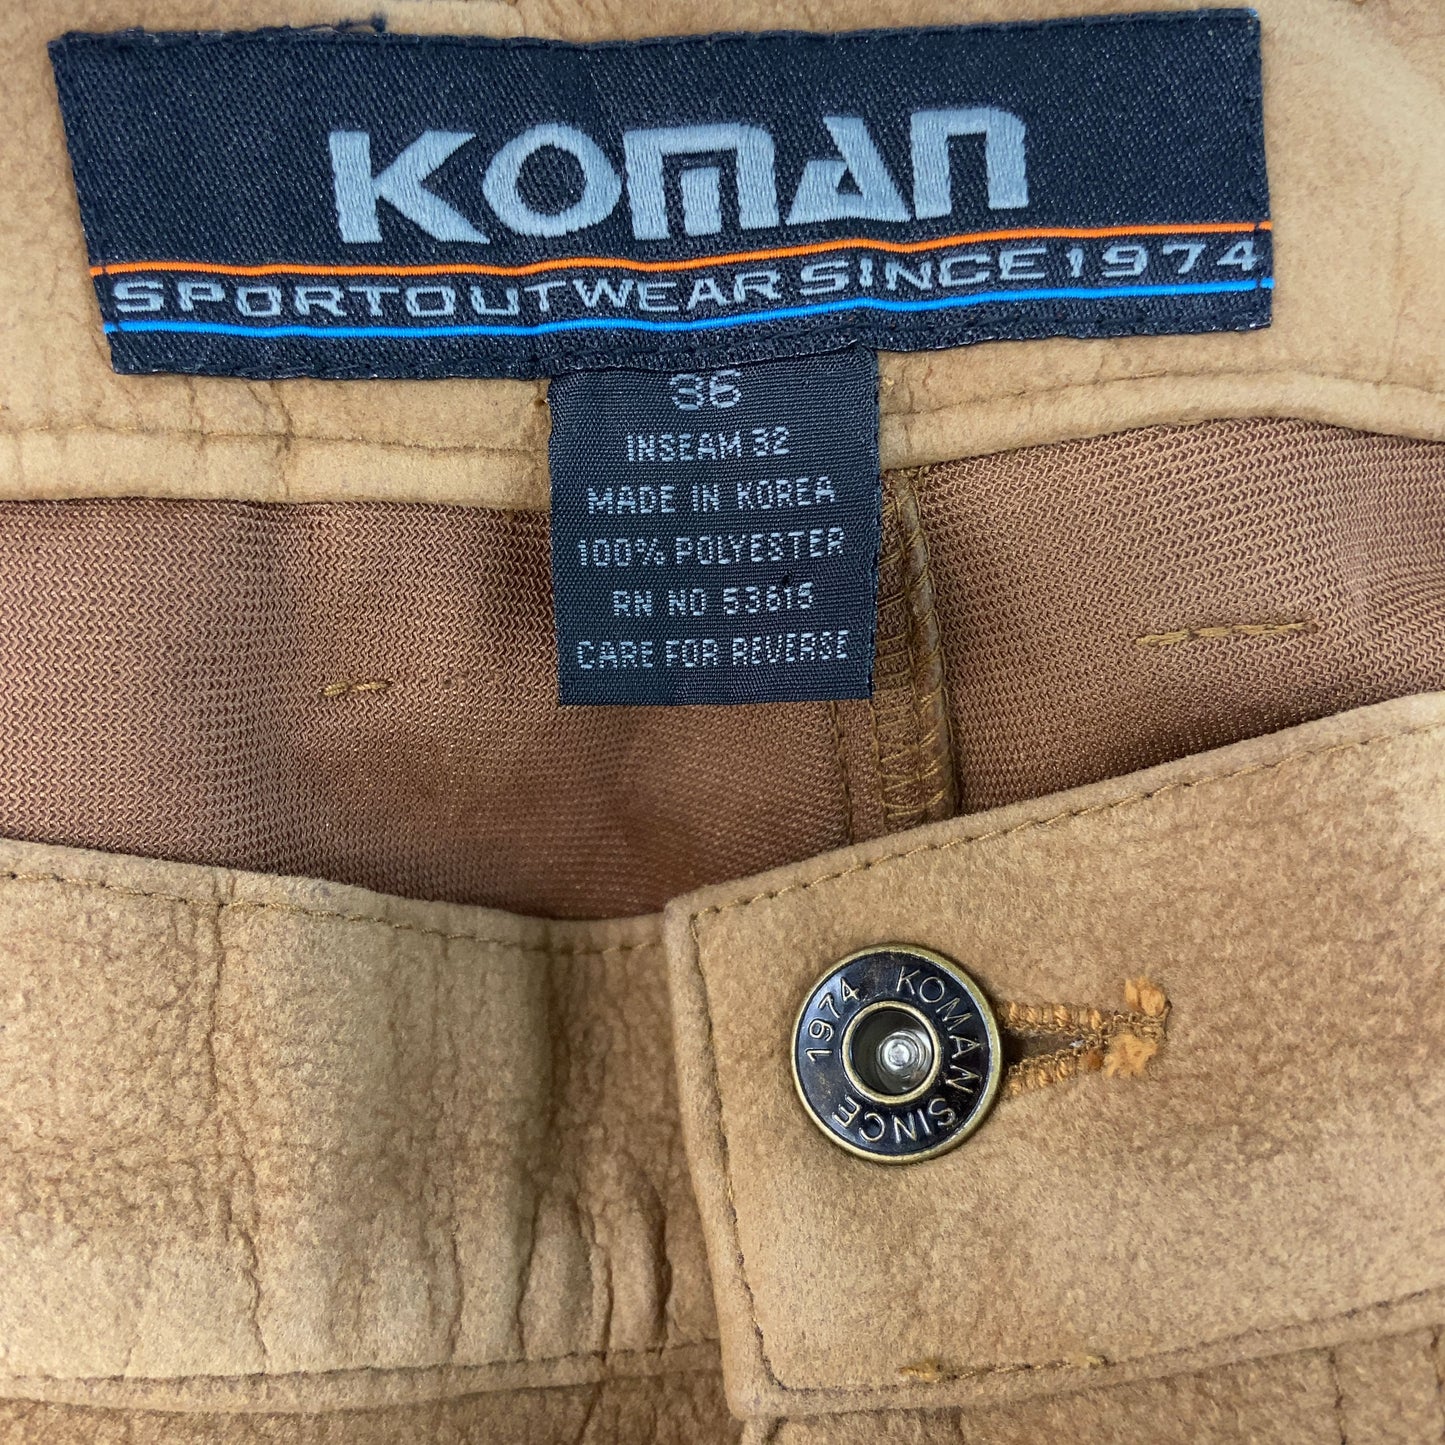 KOMAN
SPORTOUTWEAR SINCE 1974
36
INSEAM 32
MADE IN KOREA
100% POLYESTER
RN NO 53615
CARE FOR REVERSE
KOMAN SINCE 1974